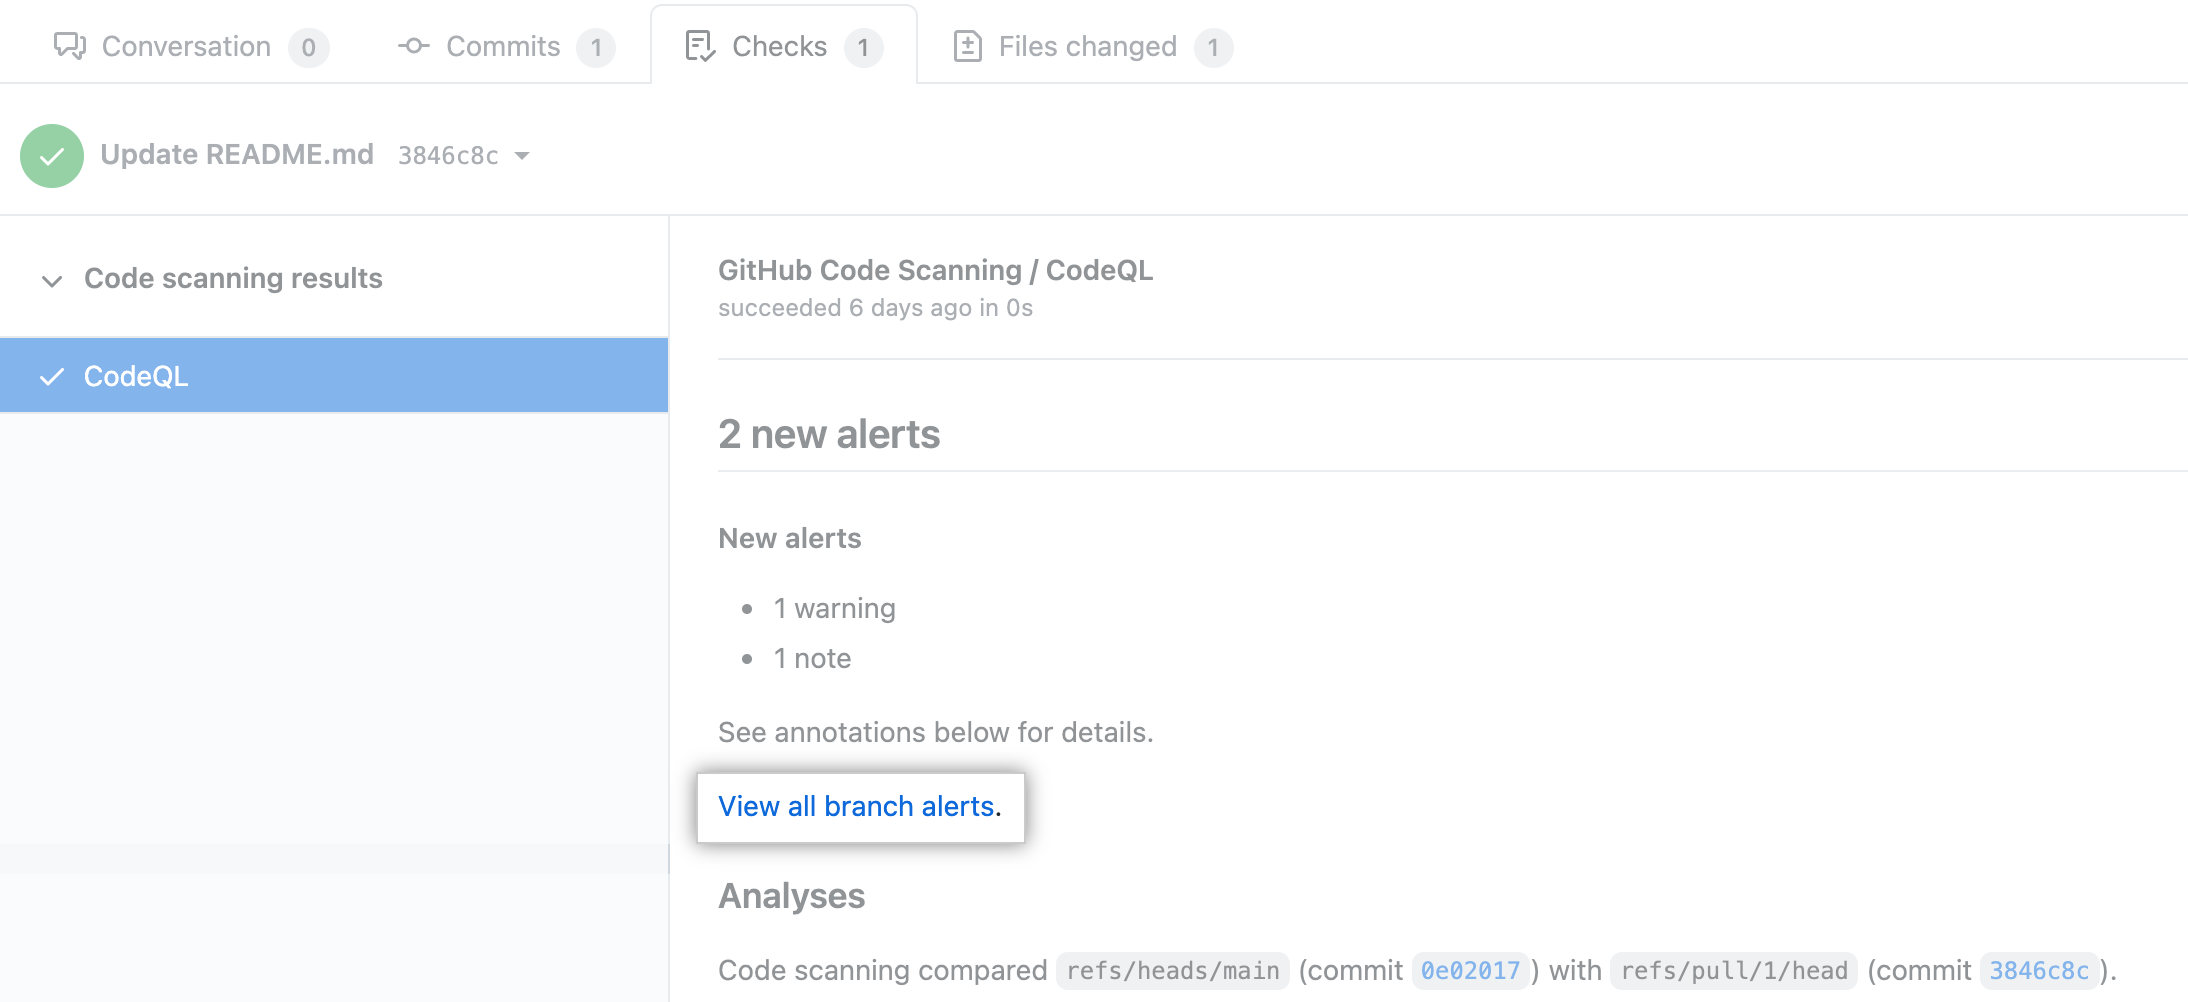 Conversation 0 Commits 1 Checks 1 Files changed 1
Update README.md 3846c8c
Code scanning results
CodeQL
GitHub Code Scanning / CodeQL
succeeded 6 days ago in 0s
2 new alerts
New alerts
• 1 warning
• 1 note
See annotations below for details.
View all branch alerts.
Analyses
Code scanning compared refs/heads/main (commit 0e02017) with refs/pull/1/head (commit 3846c8c).